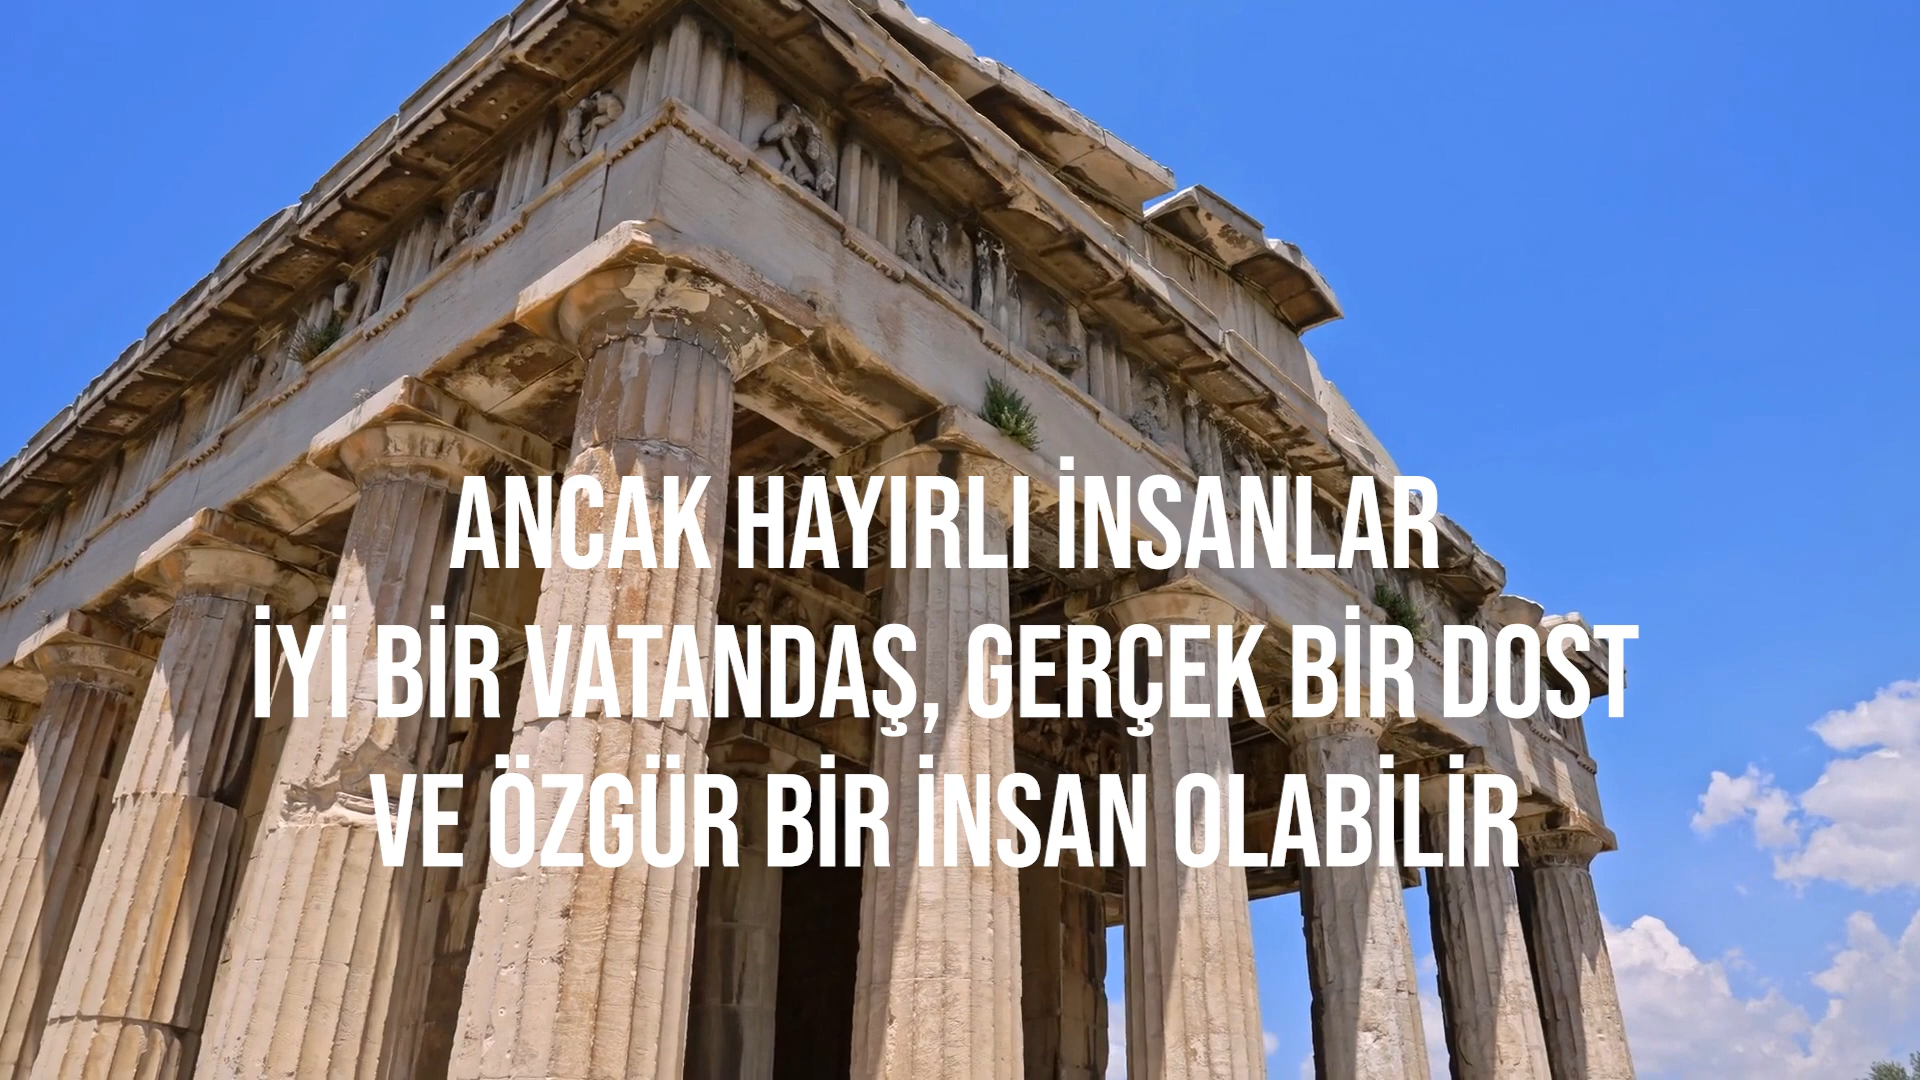 ANCAK HAYIRLI İNSANLAR
İYİ BİR VATANDAŞ, GERÇEK BİR DOST
VE ÖZGÜR BİR İNSAN OLABİLİR